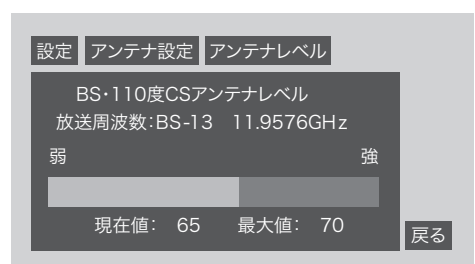 設定 アンテナ設定 アンテナレベル
BS・110度CSアンテナレベル
放送周波数:BS-13 11.9576GHz
弱 強
現在値: 65 最大値: 70
戻る